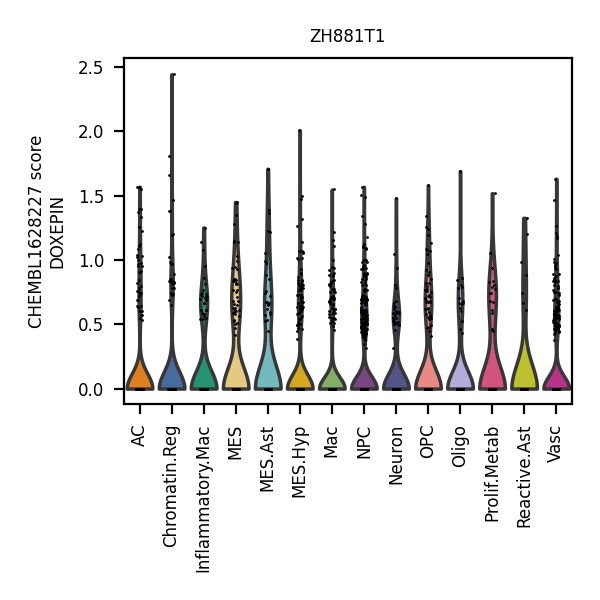 ZH881T1
CHEMBL1628227 score
DOXEPIN
2.5
2.0
1.5
1.0
0.5
0.0
AC
Chromatin.Reg
Inflammatory.Mac
MES
MES.Ast
MES.Hyp
Mac
NPC
Neuron
OPC
Oligo
Prolif.Metab
Reactive.Ast
Vasc